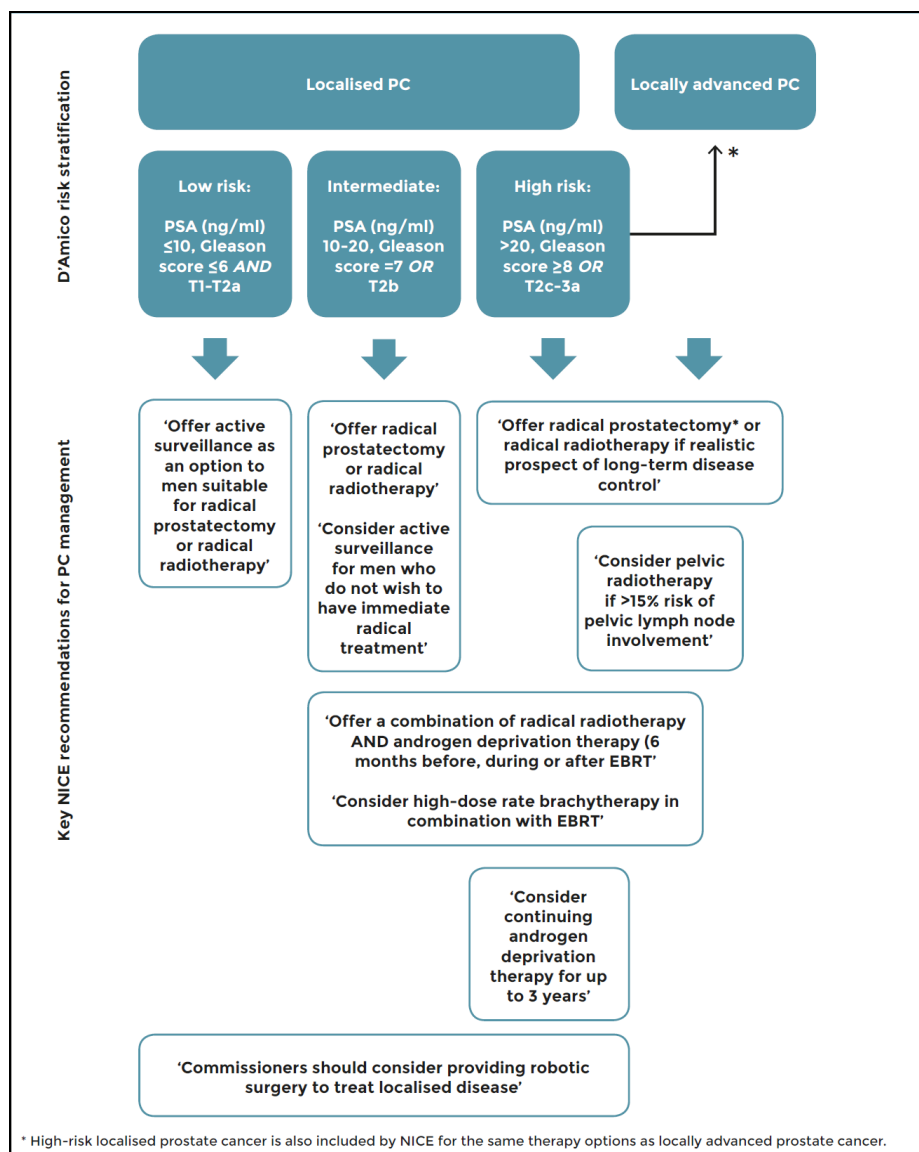 D'Amico risk stratification
Localised PC
Locally advanced PC
*
Low risk:
PSA (ng/ml)
≤10, Gleason
score ≤6 AND
T1-T2a
Intermediate:
PSA (ng/ml)
10-20, Gleason
score =7 OR
T2b
High risk:
PSA (ng/ml)
>20, Gleason
score ≥8 OR
T2c-3a
Key NICE recommendations for PC management
‘Offer active
surveillance as
an option to
men suitable
for radical
prostatectomy
or radical
radiotherapy’
‘Offer radical
prostatectomy
or radical
radiotherapy’
‘Consider active
surveillance
for men who
do not wish to
have immediate
radical
treatment’
‘Offer radical prostatectomy* or
radical radiotherapy if realistic
prospect of long-term disease
control’
‘Consider pelvic
radiotherapy
if >15% risk of
pelvic lymph node
involvement’
‘Offer a combination of radical radiotherapy
AND androgen deprivation therapy (6
months before, during or after EBRT’
‘Consider high-dose rate brachytherapy in
combination with EBRT’
‘Consider
continuing
androgen
deprivation
therapy for up
to 3 years’
‘Commissioners should consider providing robotic
surgery to treat localised disease’
* High-risk localised prostate cancer is also included by NICE for the same therapy options as locally advanced prostate cancer.